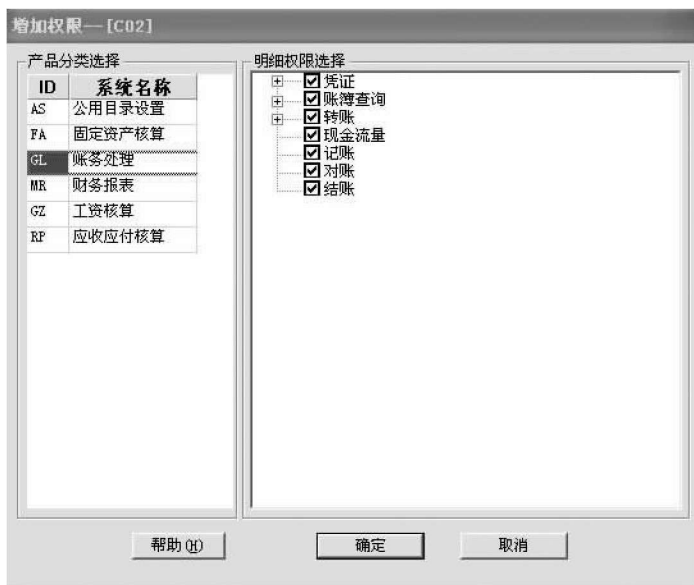 增加权限—[C02]
产品分类选择
ID 系统名称
AS 公用目录设置
FA 固定资产核算
GL 账务处理
MR 财务报表
GZ 工资核算
RP 应收应付核算
明细权限选择
凭证
账簿查询
转账
现金流量
记账
对账
结账
帮助(H) 确定 取消